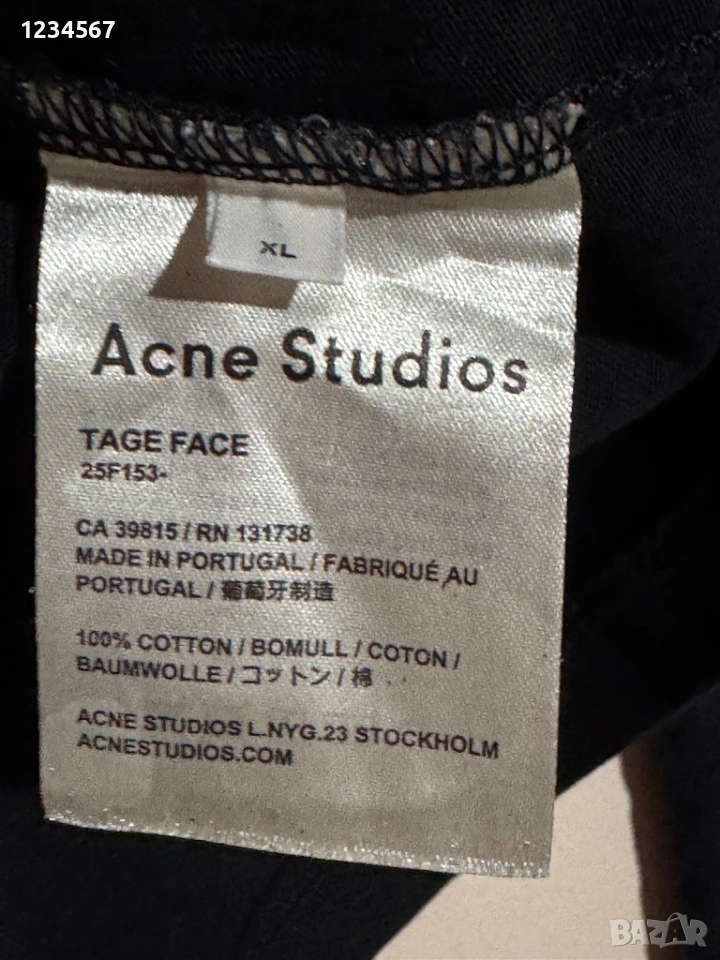 1234567
XL
Acne Studios
TAGE FACE
25F153-
CA 39815 / RN 131738
MADE IN PORTUGAL / FABRIQUÉ AU
PORTUGAL / 葡萄牙制造
100% COTTON / BOMULL / COTON /
BAUMWOLLE / コットン / 棉
ACNE STUDIOS L.NYG.23 STOCKHOLM
ACNESTUDIOS.COM
BAZAR